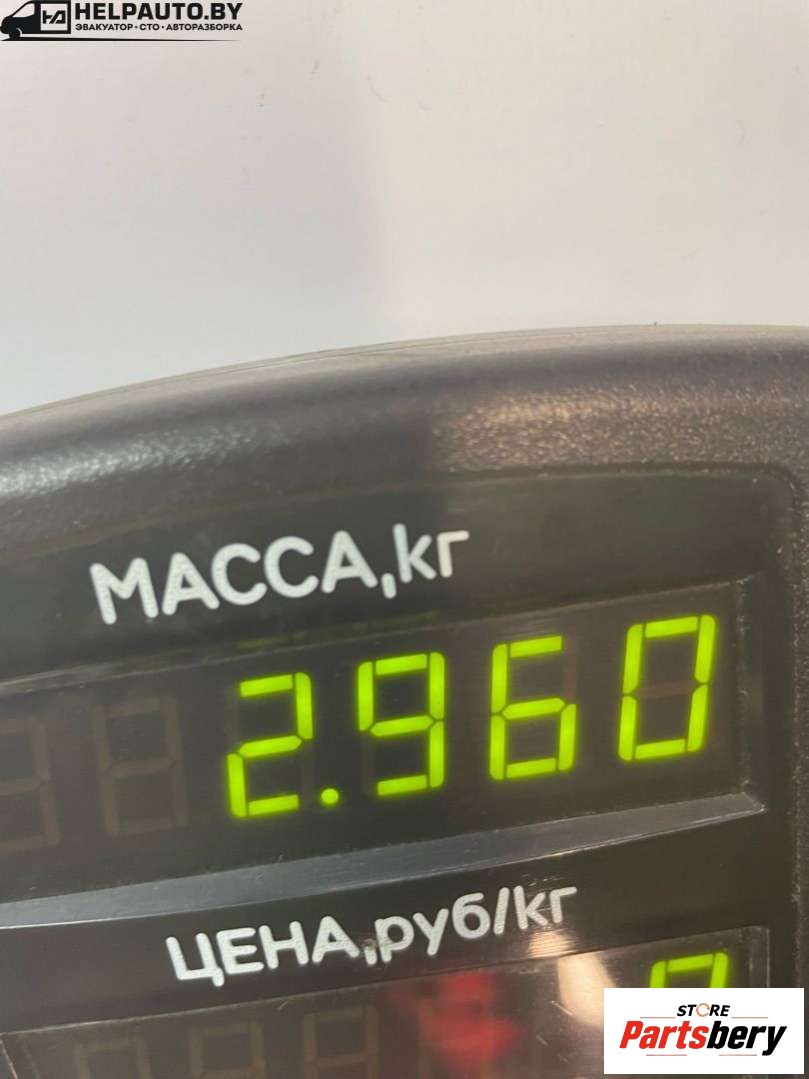 HELPAUTO.BY
ЭВАКУАТОР • СТО • АВТОРАЗБОРКА
МАССА,кг
2.960
ЦЕНА,руб/кг
STORE
Partsbery